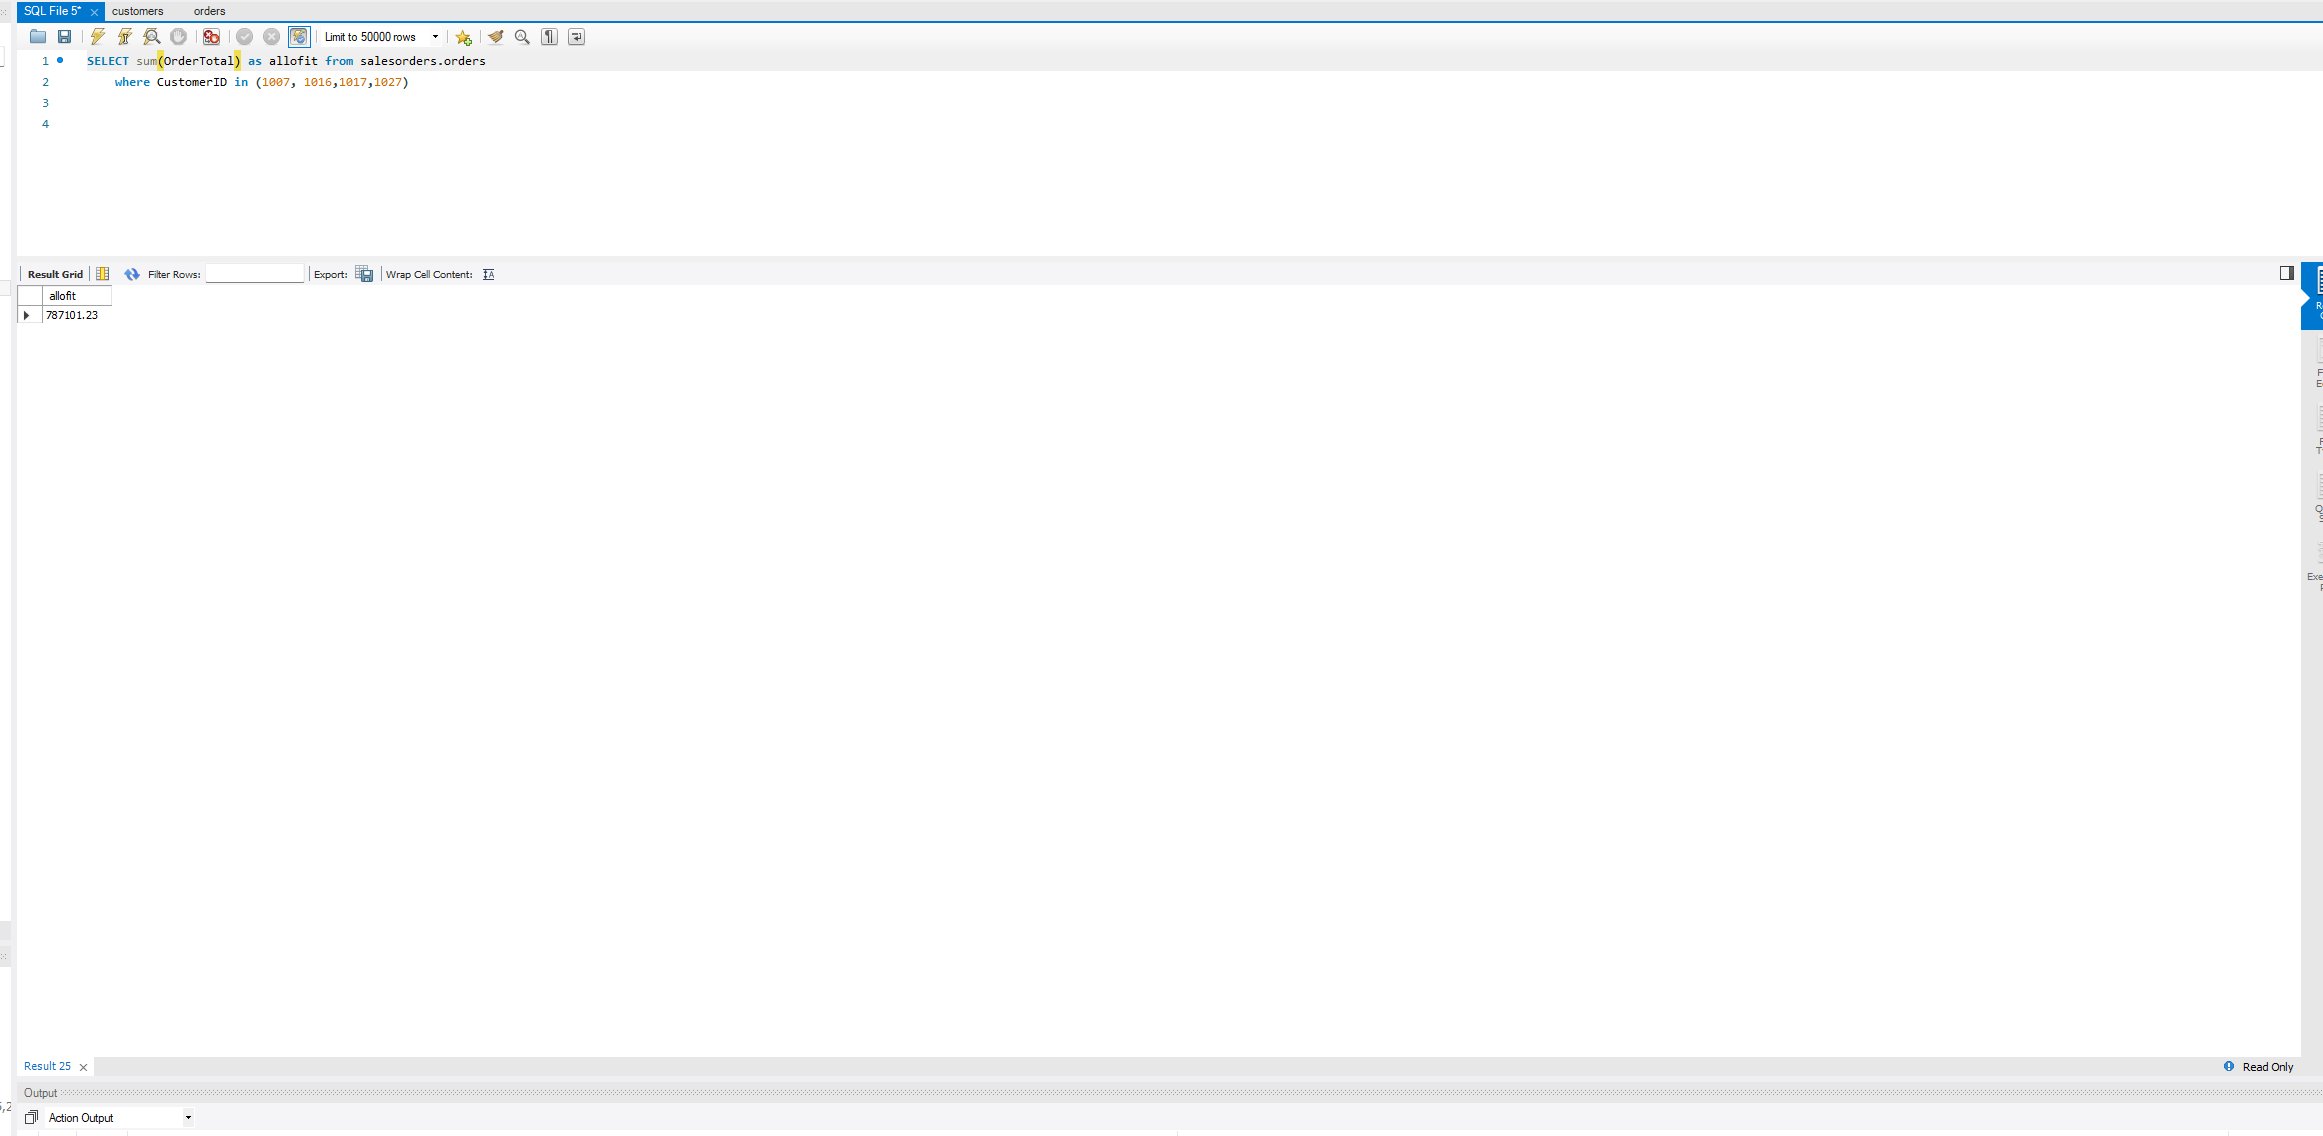 SQL File 5* customers orders
Limit to 50000 rows
1 SELECT sum(OrderTotal) as allofit from salesorders.orders
2 where CustomerID in (1007, 1016,1017,1027)
3
4
Result Grid Filter Rows: Export: Wrap Cell Content:
allofit
787101.23
Result 25 Read Only
Output
Action Output